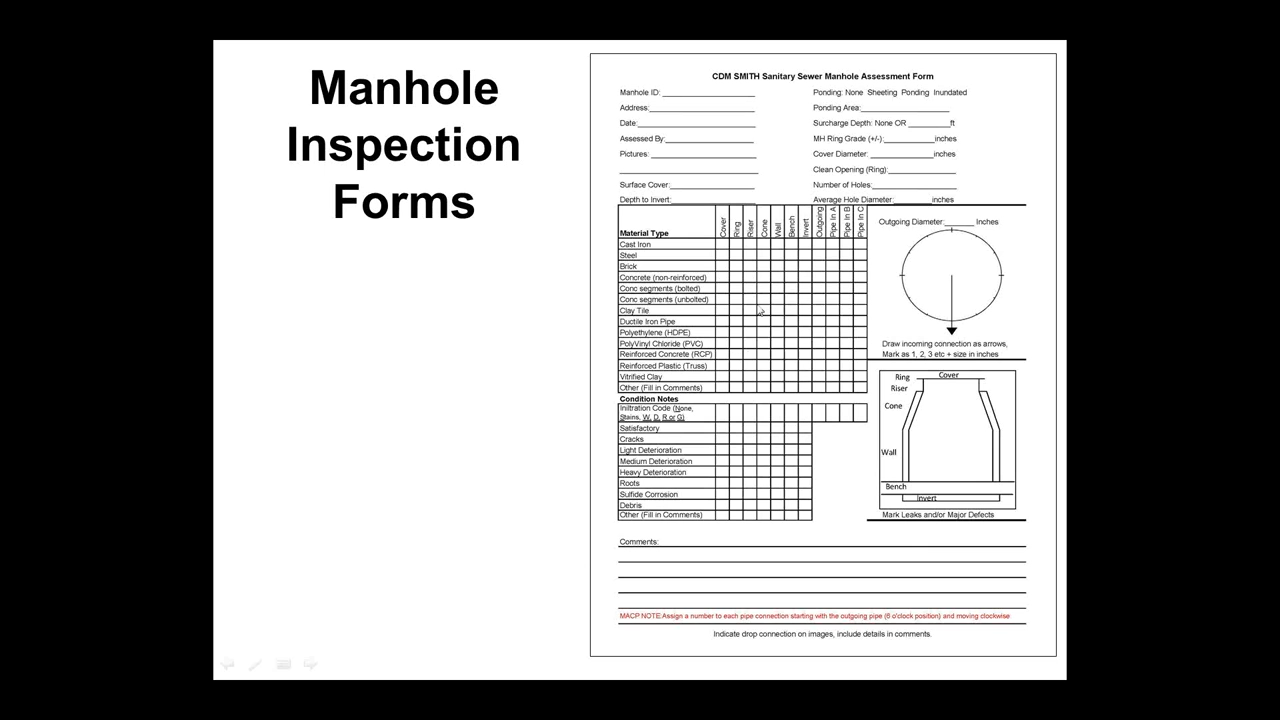 Manhole
Inspection
Forms
CDM SMITH Sanitary Sewer Manhole Assessment Form
Manhole ID:
Address:
Date:
Assessed By:
Pictures:
Surface Cover:
Depth to Invert:
Ponding: None Sheeting Ponding Inundated
Ponding Area:
Surcharge Depth: None OR ft
MH Ring Grade (+/-): inches
Cover Diameter: inches
Clean Opening (Ring):
Number of Holes:
Average Hole Diameter: inches
Material Type Cover Ring Riser Cone Wall Bench Invert Outgoing Pipe In A Pipe In B Pipe In C
Cast Iron
Steel
Brick
Concrete (non-reinforced)
Conc segments (bolted)
Conc segments (unbolted)
Clay Tile
Ductile Iron Pipe
Polyethylene (HDPE)
PolyVinyl Chloride (PVC)
Reinforced Concrete (RCP)
Reinforced Plastic (Truss)
Vitrified Clay
Other (Fill in Comments)
Condition Notes
Iniltration Code (None,
Stains, W, D, R or G)
Satisfactory
Cracks
Light Deterioration
Medium Deterioration
Heavy Deterioration
Roots
Sulfide Corrosion
Debris
Other (Fill in Comments)
Outgoing Diameter: Inches
Draw incoming connection as arrows,
Mark as 1, 2, 3 etc + size in inches
Ring Cover
Riser
Cone
Wall
Bench
Invert
Mark Leaks and/or Major Defects
Comments:
MACP NOTE:Assign a number to each pipe connection starting with the outgoing pipe (6 o'clock position) and moving clockwise
Indicate drop connection on images, include details in comments.